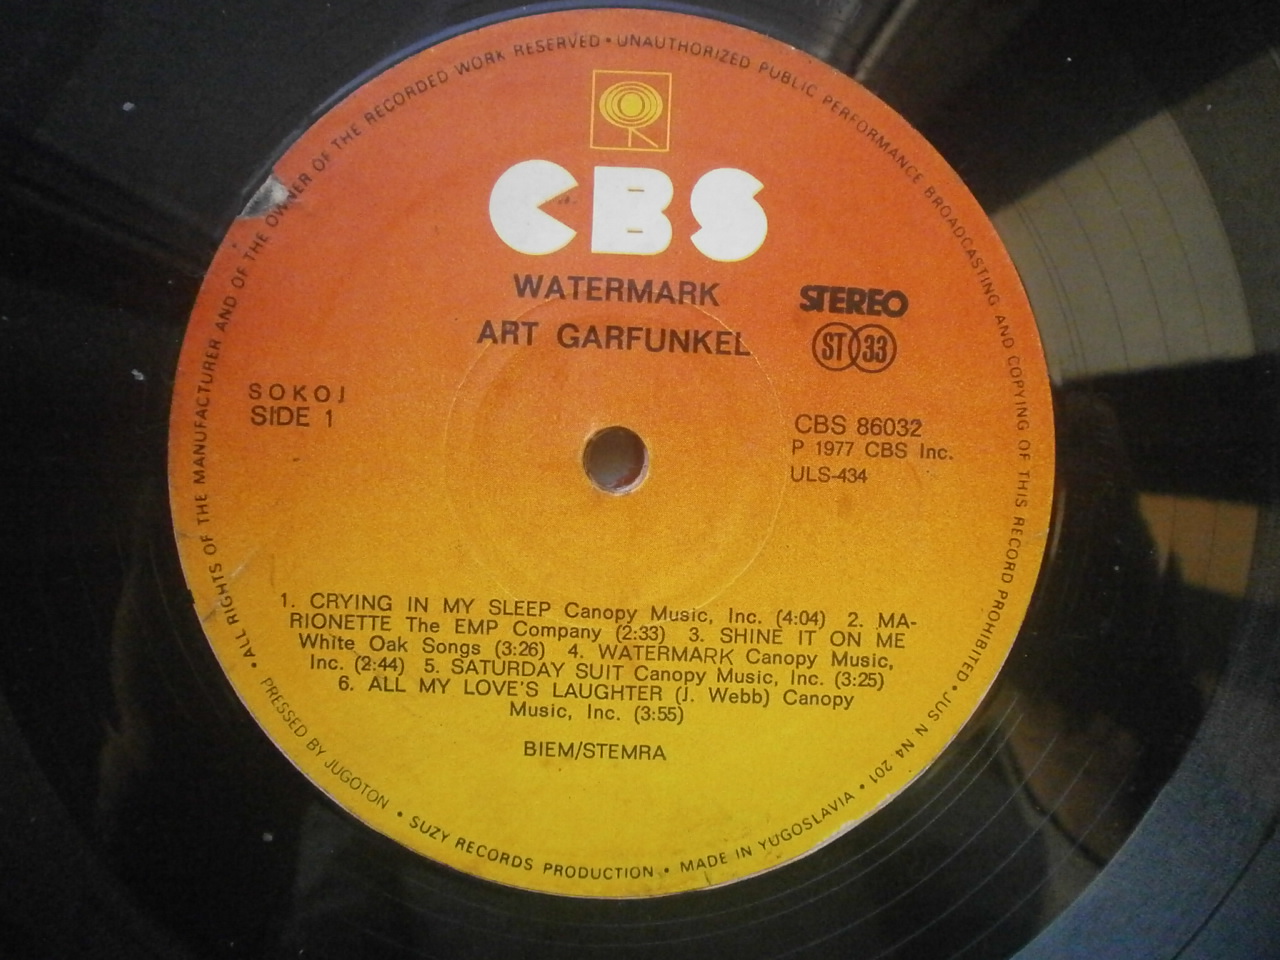 ALL RIGHTS OF THE MANUFACTURER AND OF THE OWNER OF THE RECORDED WORK RESERVED • UNAUTHORIZED PUBLIC PERFORMANCE BROADCASTING AND COPYING OF THIS RECORD PROHIBITED • JUS N N4 201 • MADE IN YUGOSLAVIA • SUZY RECORDS PRODUCTION • PRESSED BY JUGOTON •
CBS
WATERMARK
ART GARFUNKEL
STEREO
ST 33
SOKOJ
SIDE 1
CBS 86032
P 1977 CBS Inc.
ULS-434
1. CRYING IN MY SLEEP Canopy Music, Inc. (4:04) 2. MA-
RIONETTE The EMP Company (2:33) 3. SHINE IT ON ME
White Oak Songs (3:26) 4. WATERMARK Canopy Music,
Inc. (2:44) 5. SATURDAY SUIT Canopy Music, Inc. (3:25)
6. ALL MY LOVE'S LAUGHTER (J. Webb) Canopy
Music, Inc. (3:55)
BIEM/STEMRA